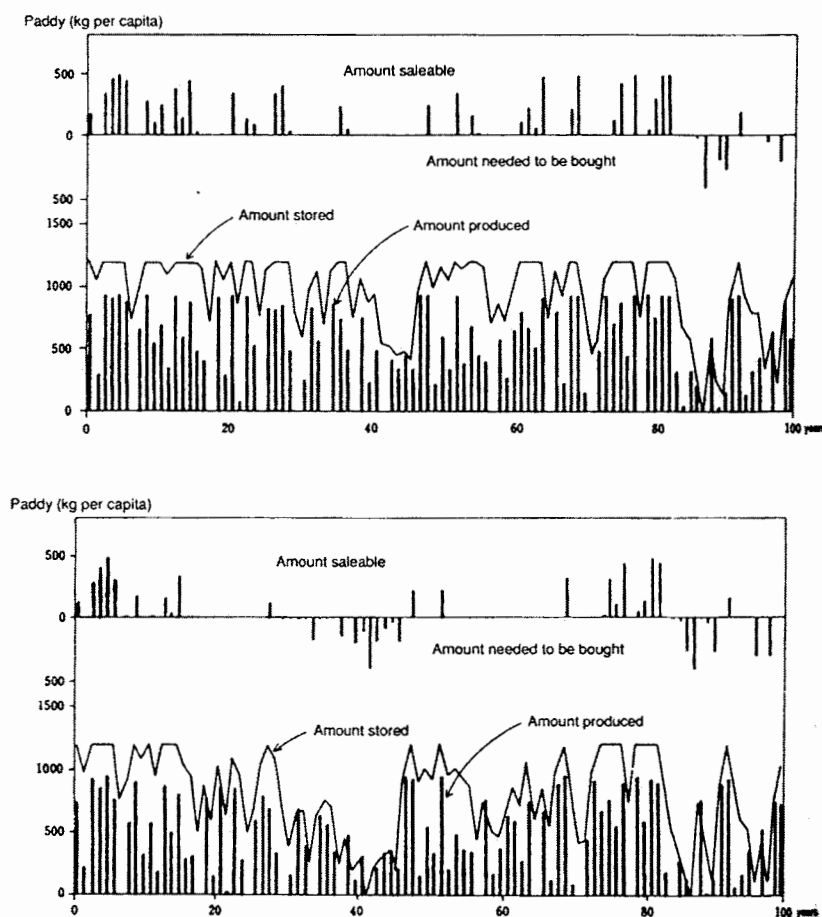 Paddy (kg per capita)
500
Amount saleable
0
Amount needed to be bought
500
1500
Amount stored
Amount produced
1000
500
0
0 20 40 60 80 100 years
Paddy (kg per capita)
500
Amount saleable
0
Amount needed to be bought
500
1500
Amount stored
Amount produced
1000
500
0
0 20 40 60 80 100 years